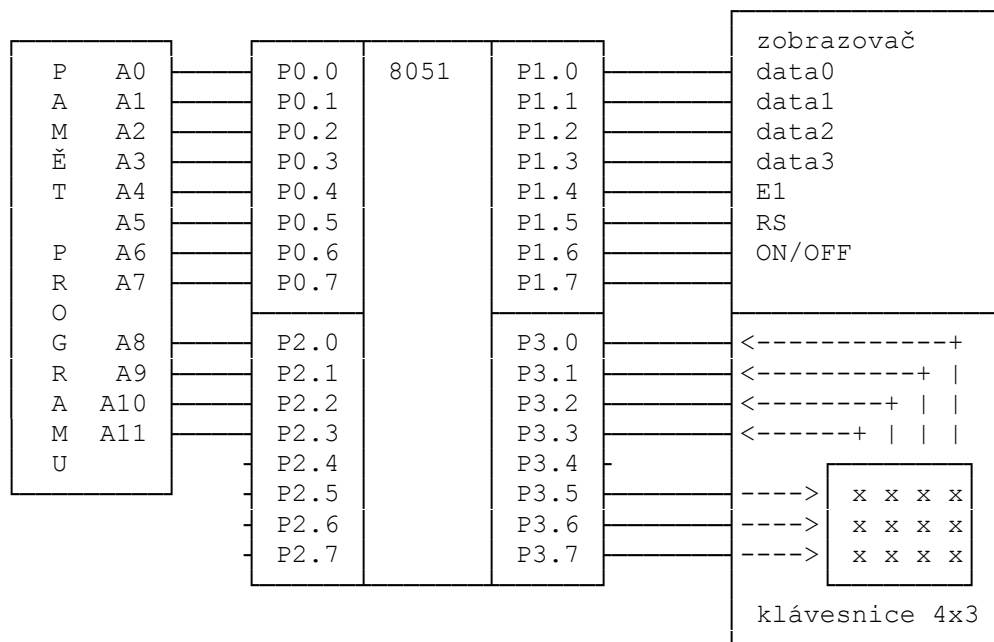 zobrazovač
P A0 P0.0 8051 P1.0 data0
A A1 P0.1 P1.1 data1
M A2 P0.2 P1.2 data2
Ě A3 P0.3 P1.3 data3
T A4 P0.4 P1.4 E1
A5 P0.5 P1.5 RS
P A6 P0.6 P1.6 ON/OFF
R A7 P0.7 P1.7
O
G A8 P2.0 P3.0 <------------+
R A9 P2.1 P3.1 <----------+ |
A A10 P2.2 P3.2 <--------+ | |
M A11 P2.3 P3.3 <------+ | | |
U P2.4 P3.4
P2.5 P3.5 ----> x x x x
P2.6 P3.6 ----> x x x x
P2.7 P3.7 ----> x x x x
klávesnice 4x3